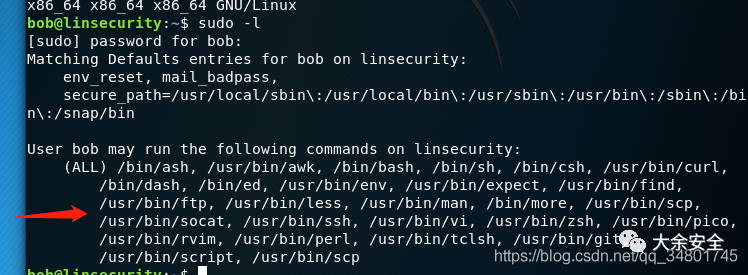 x86_64 x86_64 x86_64 GNU/Linux
bob@linsecurity:~$ sudo -l
[sudo] password for bob:
Matching Defaults entries for bob on linsecurity:
    env_reset, mail_badpass,
    secure_path=/usr/local/sbin\:/usr/local/bin\:/usr/sbin\:/usr/bin\:/sbin\:/bi
n\:/snap/bin

User bob may run the following commands on linsecurity:
    (ALL) /bin/ash, /usr/bin/awk, /bin/bash, /bin/sh, /bin/csh, /usr/bin/curl,
        /bin/dash, /bin/ed, /usr/bin/env, /usr/bin/expect, /usr/bin/find,
        /usr/bin/ftp, /usr/bin/less, /usr/bin/man, /bin/more, /usr/bin/scp,
        /usr/bin/socat, /usr/bin/ssh, /usr/bin/vi, /usr/bin/zsh, /usr/bin/pico,
        /usr/bin/rvim, /usr/bin/perl, /usr/bin/tclsh, /usr/bin/git
大余安全
        /usr/bin/script, /usr/bin/scp
https://blog.csdn.net/qq_34801745
bob@linsecurity:~$